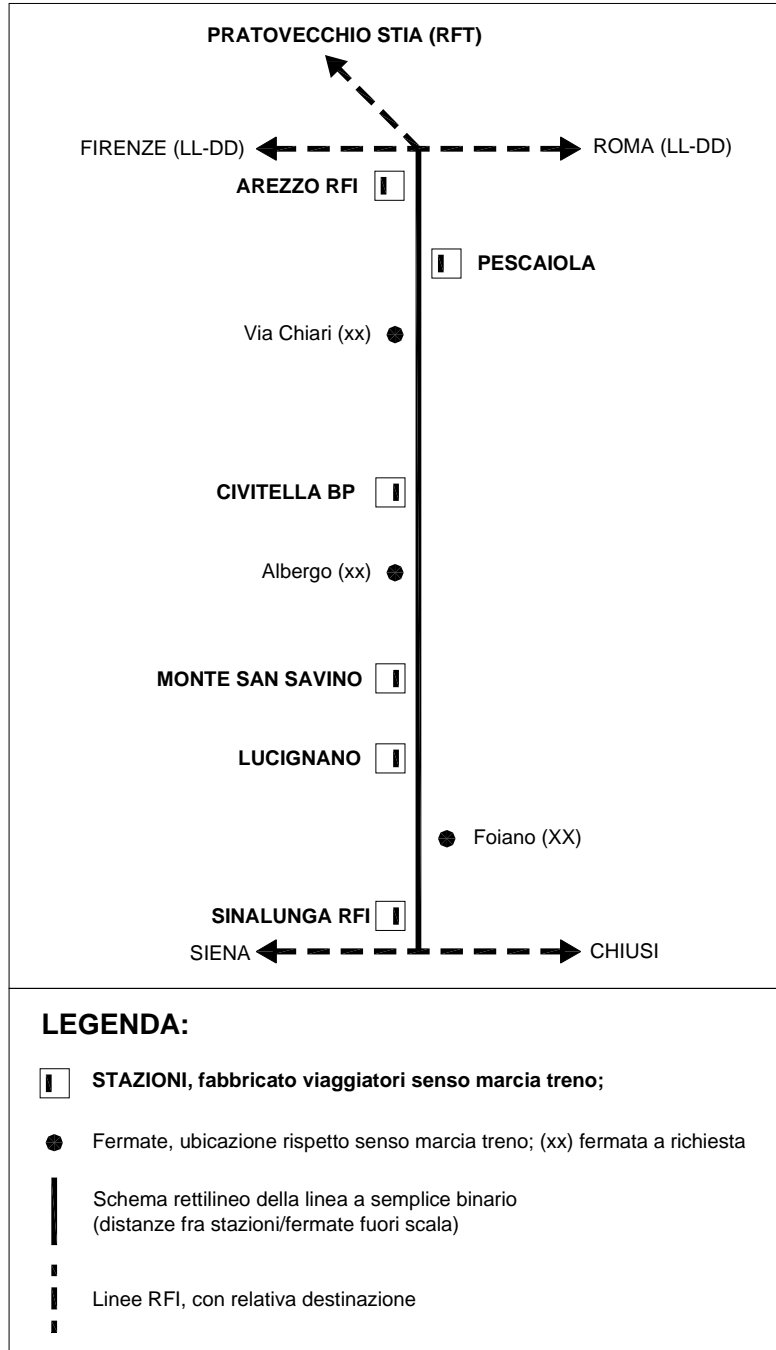 PRATOVECCHIO STIA (RFT)
FIRENZE (LL-DD)
ROMA (LL-DD)
AREZZO RFI
PESCAIOLA
Via Chiari (xx)
CIVITELLA BP
Albergo (xx)
MONTE SAN SAVINO
LUCIGNANO
Foiano (XX)
SINALUNGA RFI
SIENA
CHIUSI
LEGENDA:
STAZIONI, fabbricato viaggiatori senso marcia treno;
Fermate, ubicazione rispetto senso marcia treno; (xx) fermata a richiesta
Schema rettilineo della linea a semplice binario
(distanze fra stazioni/fermate fuori scala)
Linee RFI, con relativa destinazione